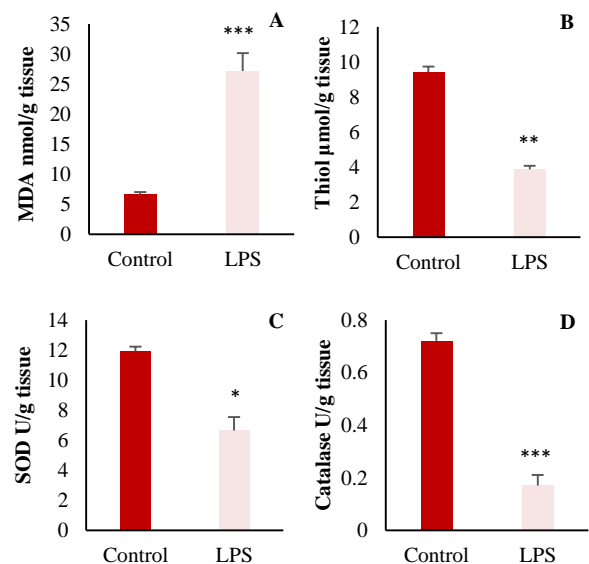 A
MDA nmol/g tissue
35
30
25
20
15
10
5
0
***
Control
LPS
B
Thiol µmol/g tissue
12
10
8
6
4
2
0
**
Control
LPS
C
SOD U/g tissue
14
12
10
8
6
4
2
0
*
Control
LPS
D
Catalase U/g tissue
0.8
0.6
0.4
0.2
0
***
Control
LPS